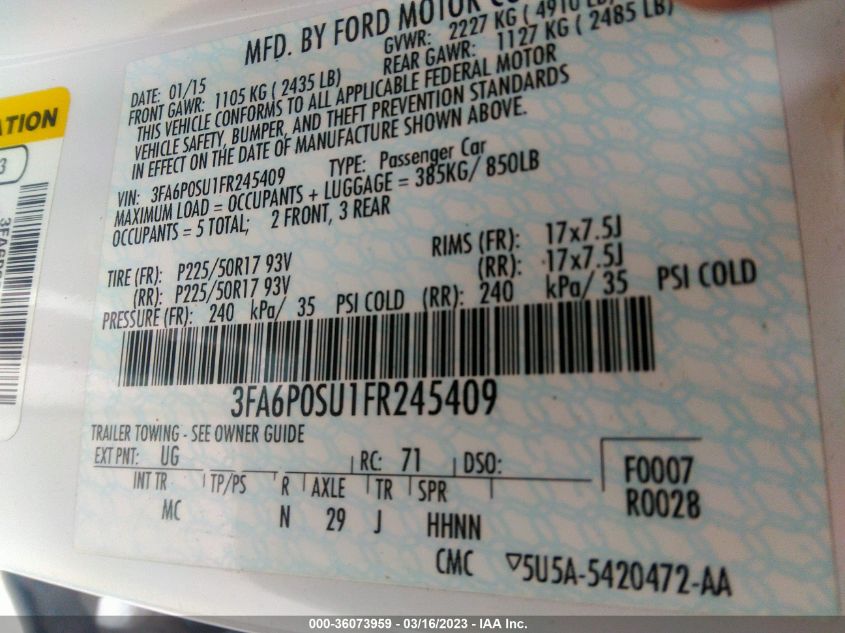 MFD. BY FORD MOTOR CO
DATE: 01/15 GVWR: 2227 KG ( 4910 LB)
FRONT GAWR: 1105 KG ( 2435 LB) REAR GAWR: 1127 KG ( 2485 LB)
THIS VEHICLE CONFORMS TO ALL APPLICABLE FEDERAL MOTOR
VEHICLE SAFETY, BUMPER, AND THEFT PREVENTION STANDARDS
IN EFFECT ON THE DATE OF MANUFACTURE SHOWN ABOVE.
VIN: 3FA6P0SU1FR245409 TYPE: Passenger Car
MAXIMUM LOAD = OCCUPANTS + LUGGAGE = 385KG/ 850LB
OCCUPANTS = 5 TOTAL; 2 FRONT, 3 REAR
TIRE (FR): P225/50R17 93V RIMS (FR): 17x7.5J
(RR): P225/50R17 93V (RR): 17x7.5J
PRESSURE (FR): 240 kPa/ 35 PSI COLD (RR): 240 kPa/ 35 PSI COLD
3FA6P0SU1FR245409
TRAILER TOWING - SEE OWNER GUIDE
EXT PNT: UG RC: 71 DSO:
INT TR TP/PS R AXLE TR SPR
MC N 29 J HHNN
F0007
R0028
CMC ▽5U5A-5420472-AA
ATION
3
000-36073959 - 03/16/2023 - IAA Inc.